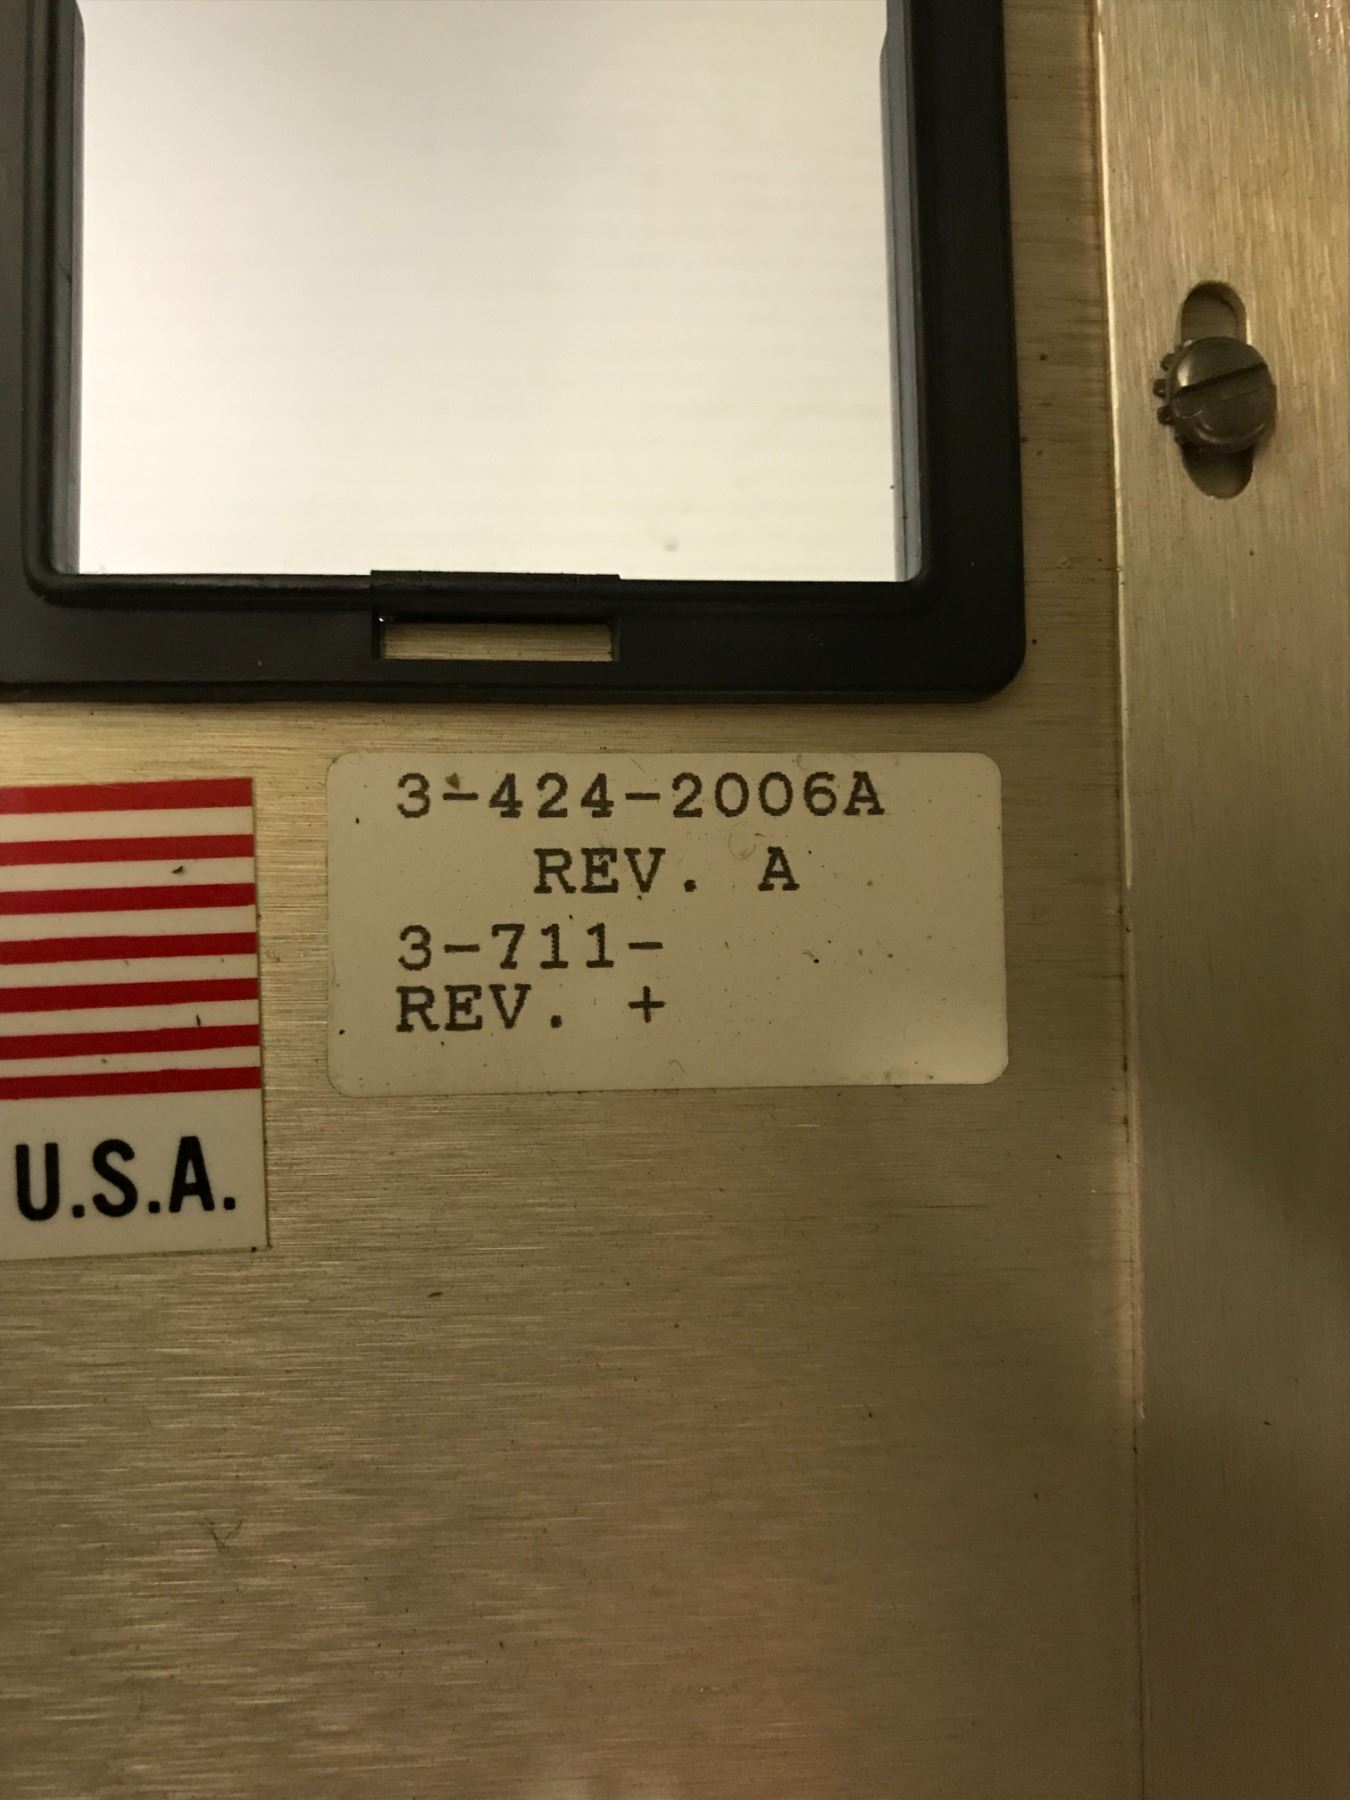 3-424-2006A
REV. A
3-711-
REV. +
U.S.A.